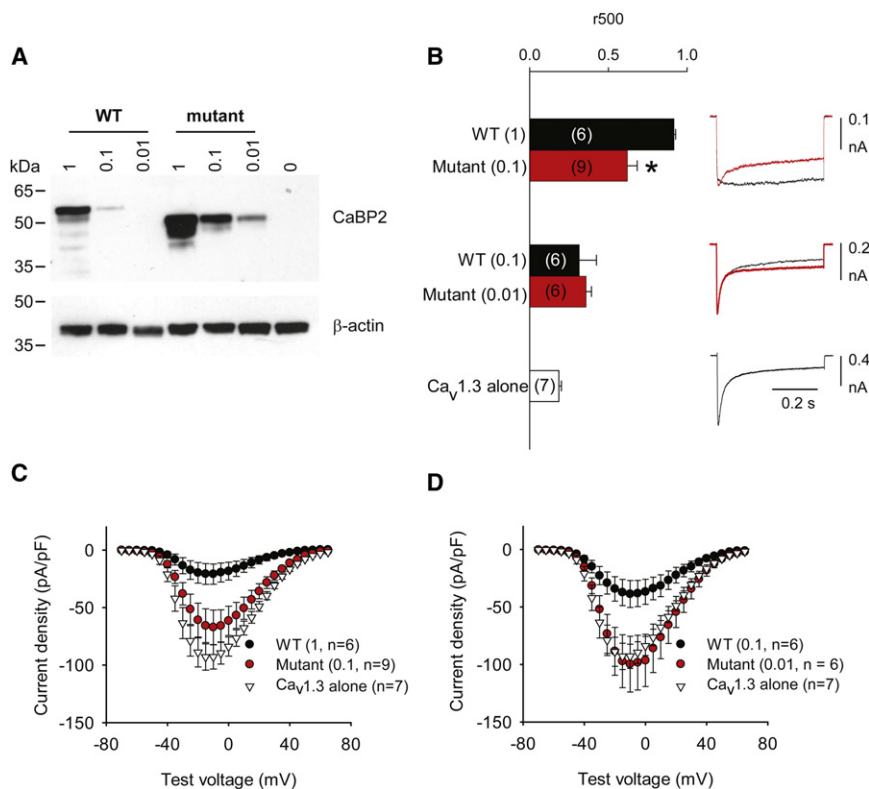 A
WT mutant
kDa 1 0.1 0.01 1 0.1 0.01 0
65
50
35
CaBP2
50
35
β-actin
B
r500
0.0 0.5 1.0
WT (1) (6)
Mutant (0.1) (9) *
0.1
nA
WT (0.1) (6)
Mutant (0.01) (6)
0.2
nA
Cav1.3 alone (7)
0.4
nA
0.2 s
C
Current density (pA/pF)
0
-50
-100
-150
-80 -40 0 40 80
Test voltage (mV)
WT (1, n=6)
Mutant (0.1, n=9)
Cav1.3 alone (n=7)
D
Current density (pA/pF)
0
-50
-100
-150
-80 -40 0 40 80
Test voltage (mV)
WT (0.1, n=6)
Mutant (0.01, n = 6)
Cav1.3 alone (n=7)